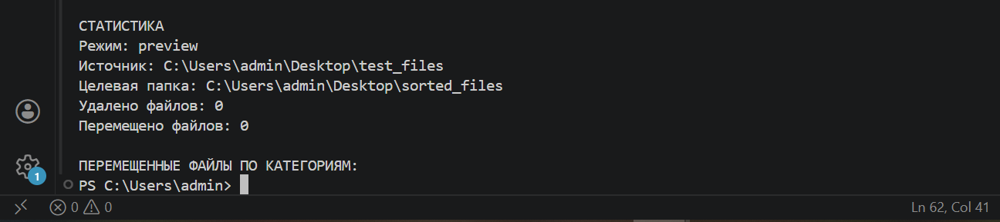 СТАТИСТИКА
Режим: preview
Источник: C:\Users\admin\Desktop\test_files
Целевая папка: C:\Users\admin\Desktop\sorted_files
Удалено файлов: 0
Перемещено файлов: 0
ПЕРЕМЕЩЕННЫЕ ФАЙЛЫ ПО КАТЕГОРИЯМ:
1
PS C:\Users\admin>
0 0 Ln 62, Col 41